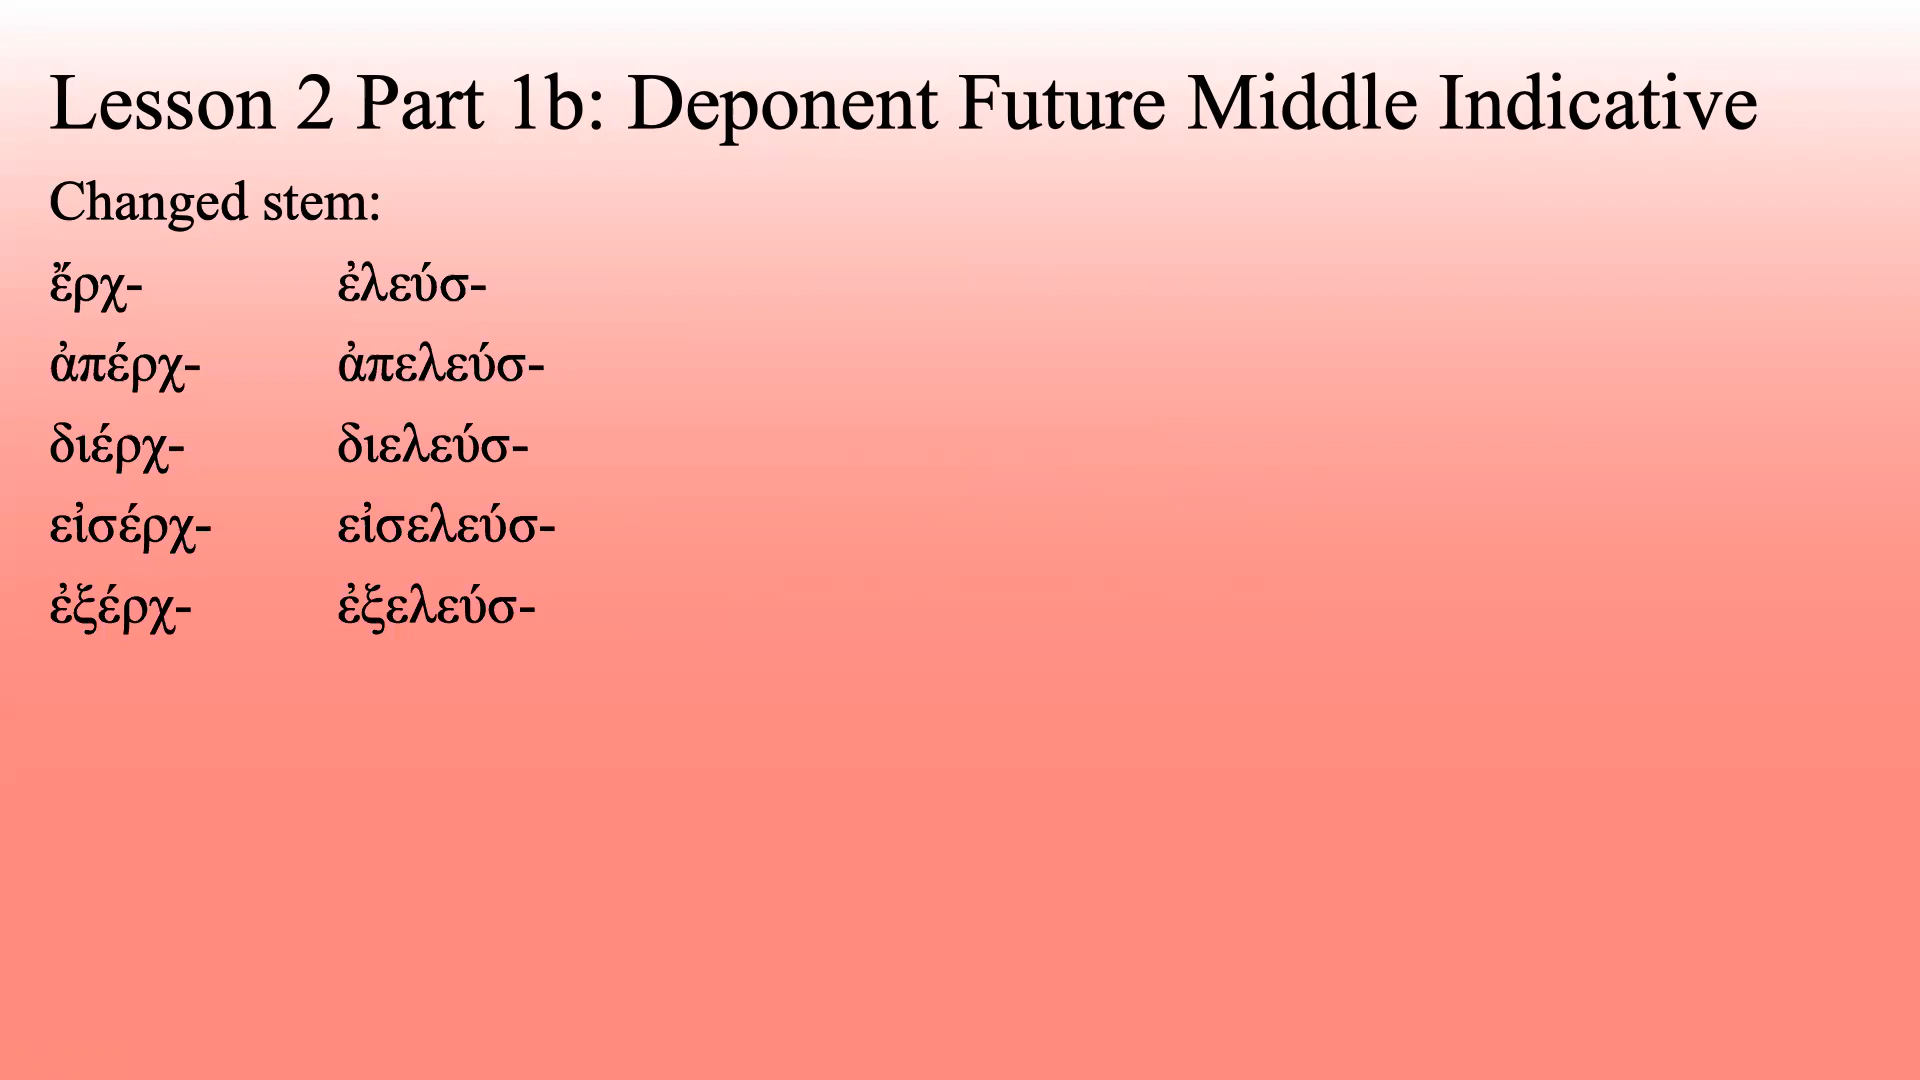 Lesson 2 Part 1b: Deponent Future Middle Indicative
Changed stem:
ἔρχ- ἐλεύσ-
ἀπέρχ- ἀπελεύσ-
διέρχ- διελεύσ-
εἰσέρχ- εἰσελεύσ-
ἐξέρχ- ἐξελεύσ-